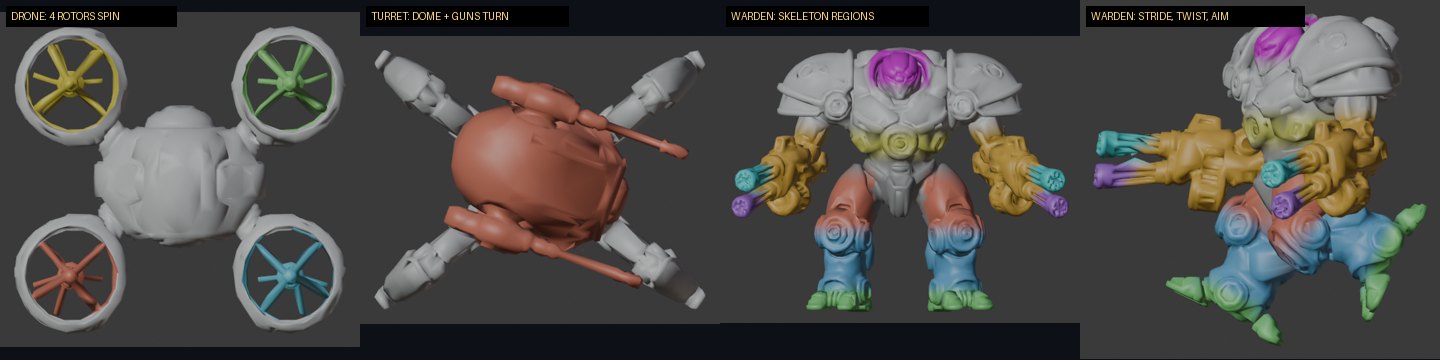 DRONE: 4 ROTORS SPIN
TURRET: DOME + GUNS TURN
WARDEN: SKELETON REGIONS
WARDEN: STRIDE, TWIST, AIM